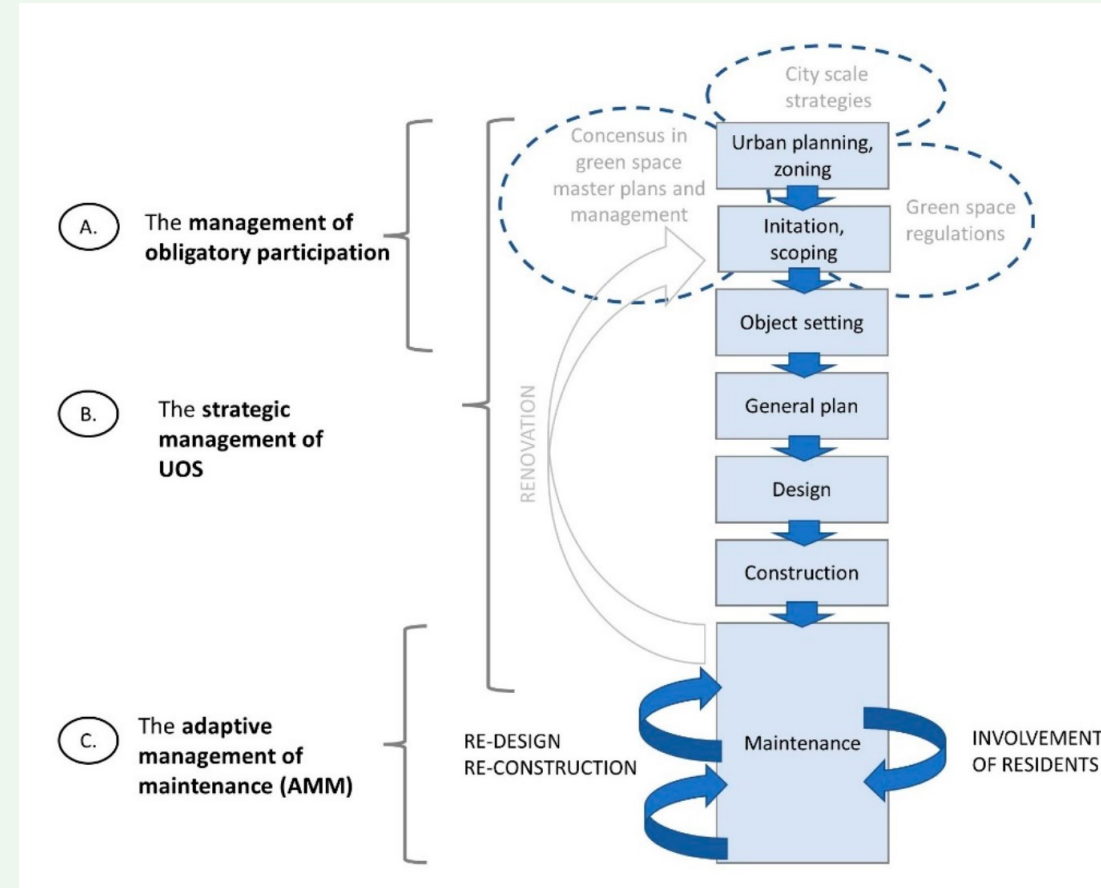 City scale
strategies
Concensus in
green space
master plans and
management
Urban planning,
zoning
Green space
regulations
Initation,
scoping
A.
The management of
obligatory participation
Object setting
General plan
B.
The strategic
management of
UOS
RENOVATION
Design
Construction
C.
The adaptive
management of
maintenance (AMM)
RE-DESIGN
RE-CONSTRUCTION
Maintenance
INVOLVEMENT
OF RESIDENTS